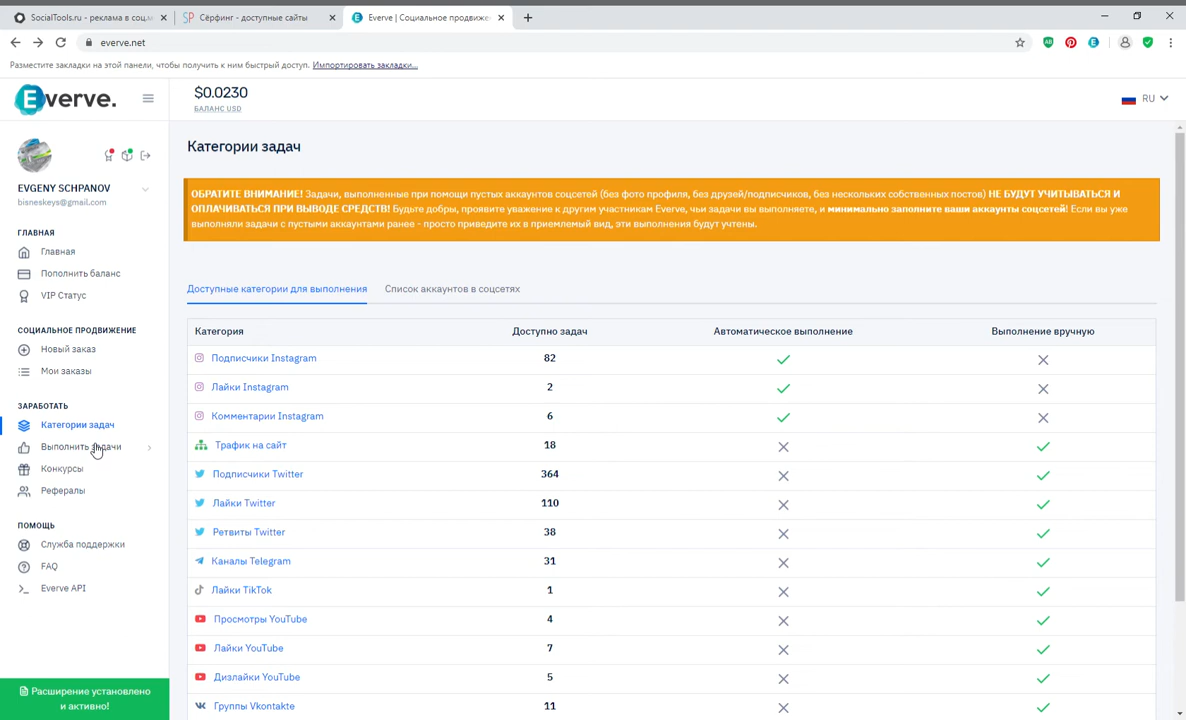 SocialTools.ru - реклама в соц.м
Сёрфинг - доступные сайты
Everve | Социальное продвиже
everve.net
Разместите закладки на этой панели, чтобы получить к ним быстрый доступ. Импортировать закладки...
Everve.
$0.0230
БАЛАНС USD
RU
EVGENY SCHPANOV
bisneskeys@gmail.com
ГЛАВНАЯ
Главная
Пополнить баланс
VIP Статус
СОЦИАЛЬНОЕ ПРОДВИЖЕНИЕ
Новый заказ
Мои заказы
ЗАРАБОТАТЬ
Категории задач
Выполнить задачи
Конкурсы
Рефералы
ПОМОЩЬ
Служба поддержки
FAQ
Everve API
Расширение установлено
и активно!
Категории задач
ОБРАТИТЕ ВНИМАНИЕ! Задачи, выполненные при помощи пустых аккаунтов соцсетей (без фото профиля, без друзей/подписчиков, без нескольких собственных постов) НЕ БУДУТ УЧИТЫВАТЬСЯ И
ОПЛАЧИВАТЬСЯ ПРИ ВЫВОДЕ СРЕДСТВ! Будьте добры, проявите уважение к другим участникам Everve, чьи задачи вы выполняете, и минимально заполните ваши аккаунты соцсетей! Если вы уже
выполняли задачи с пустыми аккаунтами ранее - просто приведите их в приемлемый вид, эти выполнения будут учтены.
Доступные категории для выполнения Список аккаунтов в соцсетях
Категория Доступно задач Автоматическое выполнение Выполнение вручную
Подписчики Instagram 82
Лайки Instagram 2
Комментарии Instagram 6
Трафик на сайт 18
Подписчики Twitter 364
Лайки Twitter 110
Ретвиты Twitter 38
Каналы Telegram 31
Лайки TikTok 1
Просмотры YouTube 4
Лайки YouTube 7
Дизлайки YouTube 5
Группы Vkontakte 11